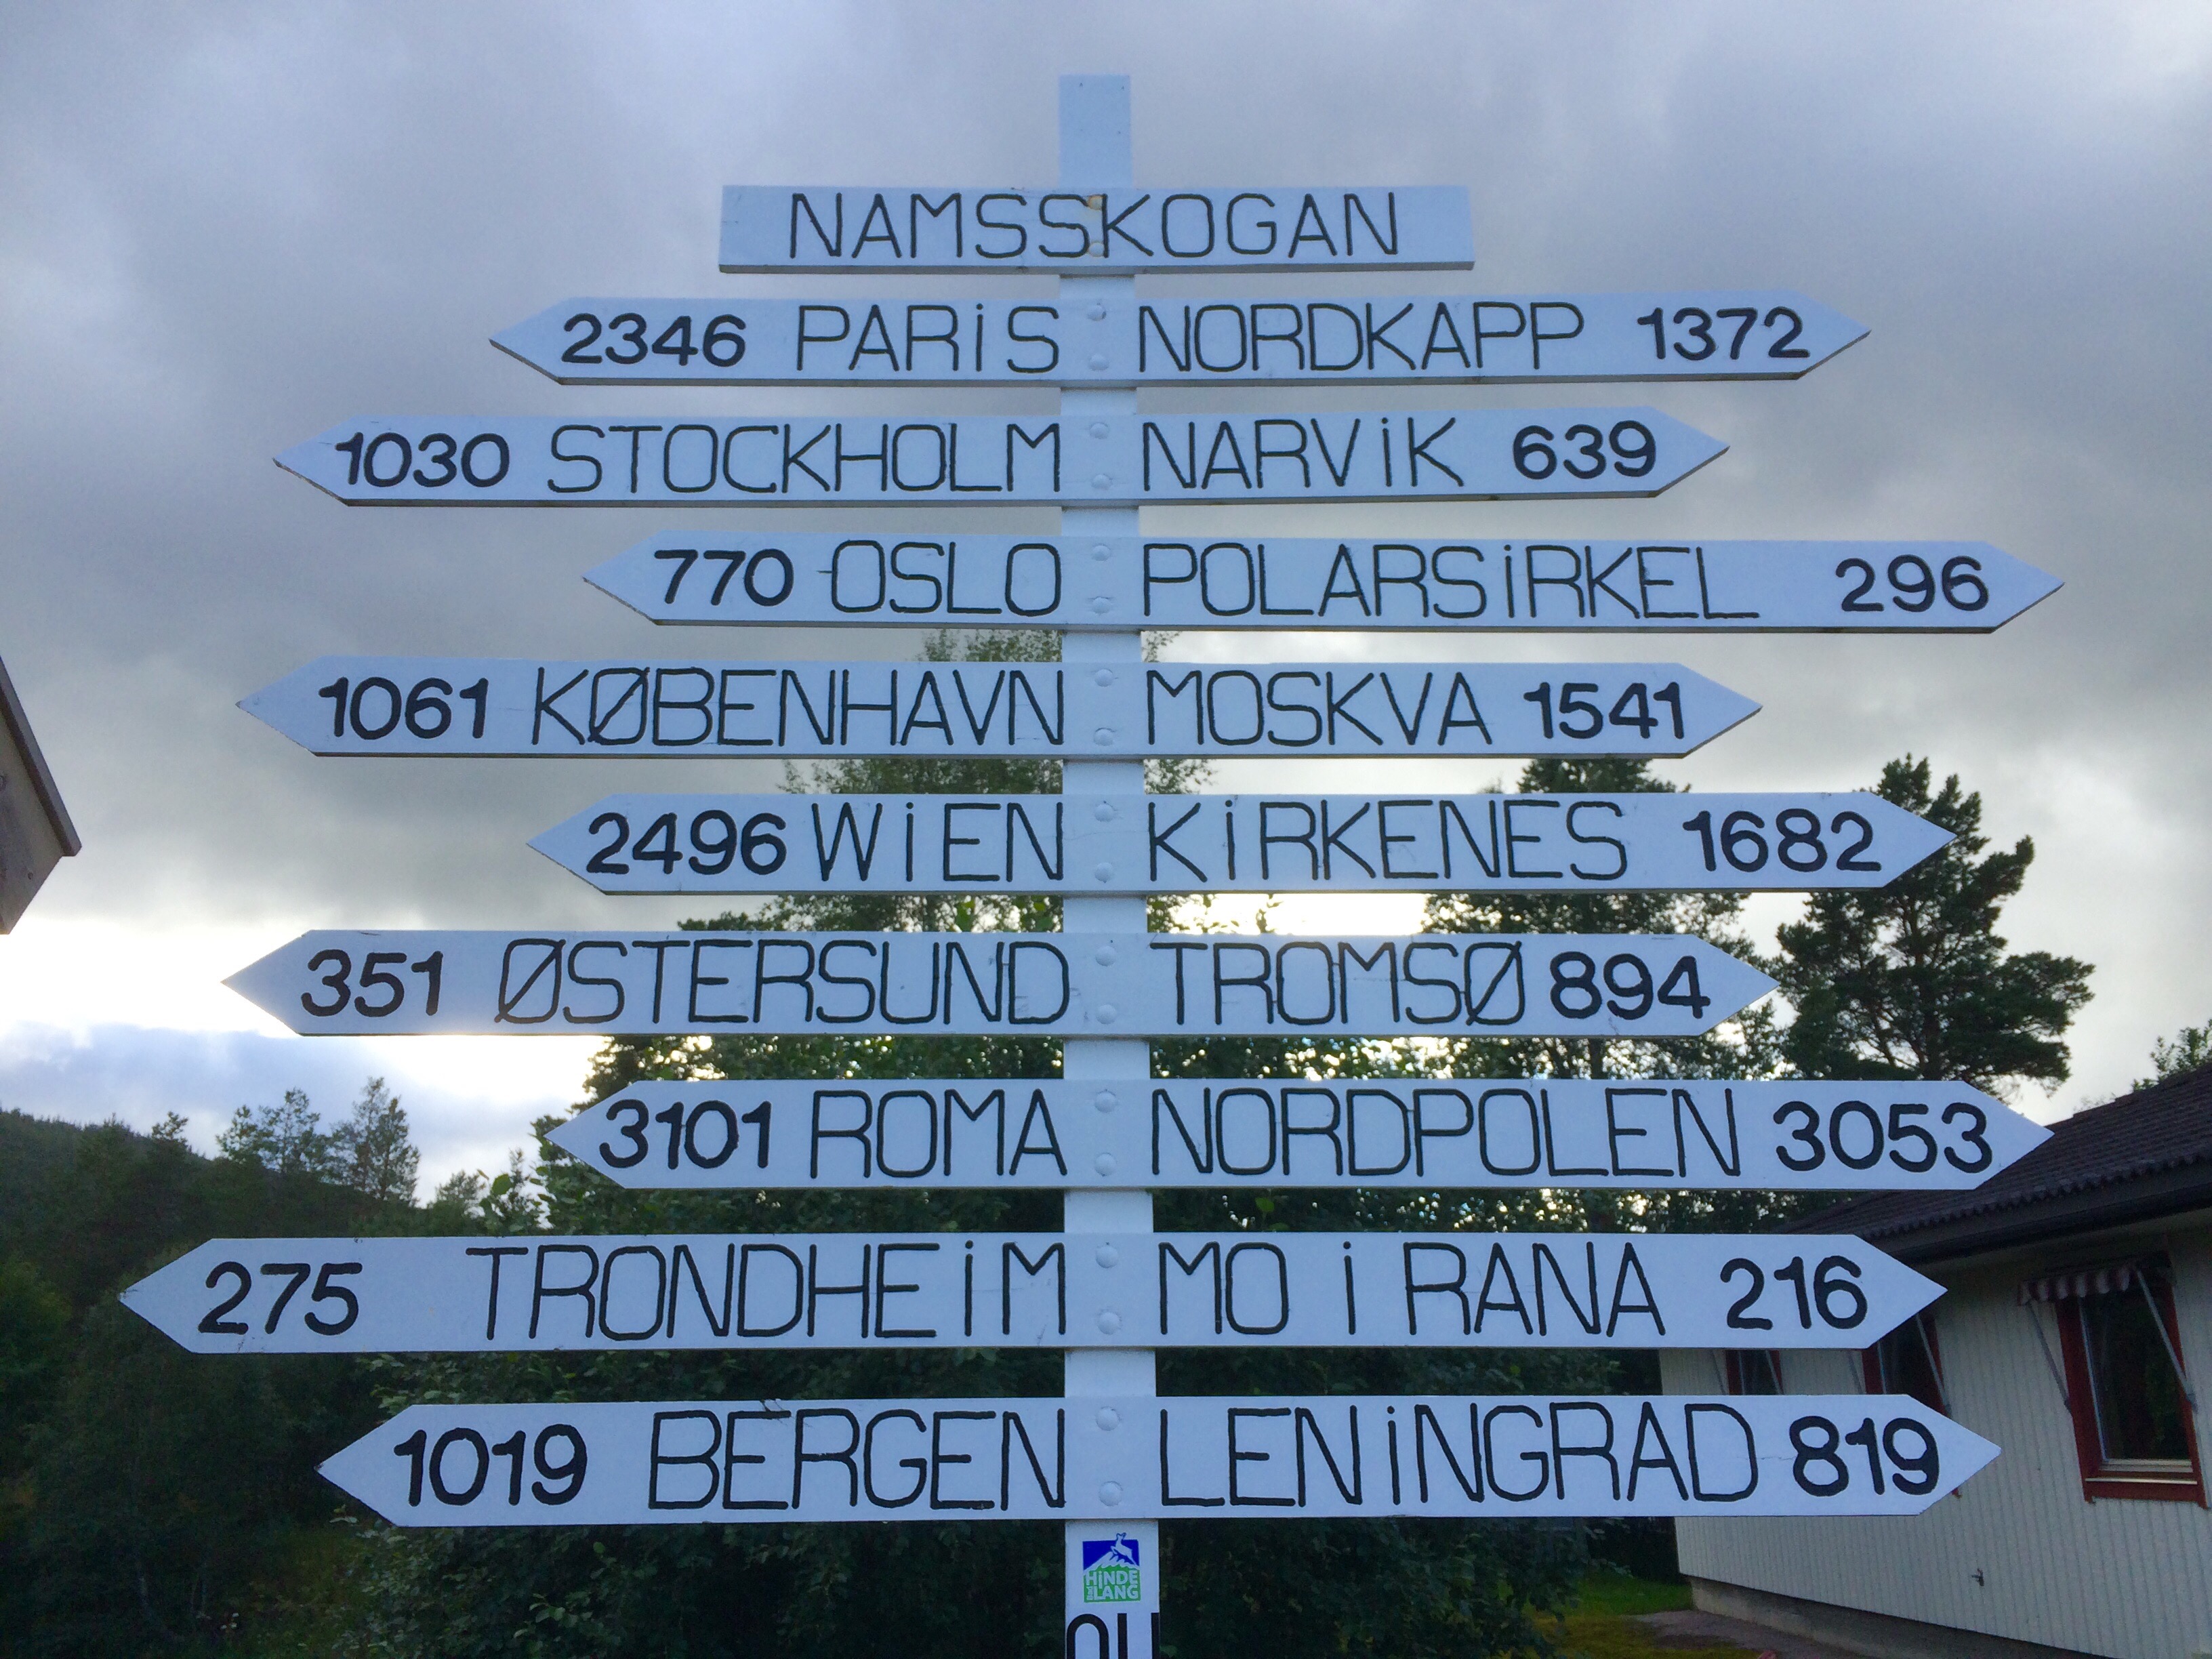 NAMSSKOGAN
2346 PARiS NORDKAPP 1372
1030 STOCKHOLM NARViK 639
770 OSLO POLARSiRKEL 296
1061 KØBENHAVN MOSKVA 1541
2496 WiEN KiRKENES 1682
351 ØSTERSUND TROMSØ 894
3101 ROMA NORDPOLEN 3053
275 TRONDHEiM MO i RANA 216
1019 BERGEN LENiNGRAD 819
HiNDE
LANG